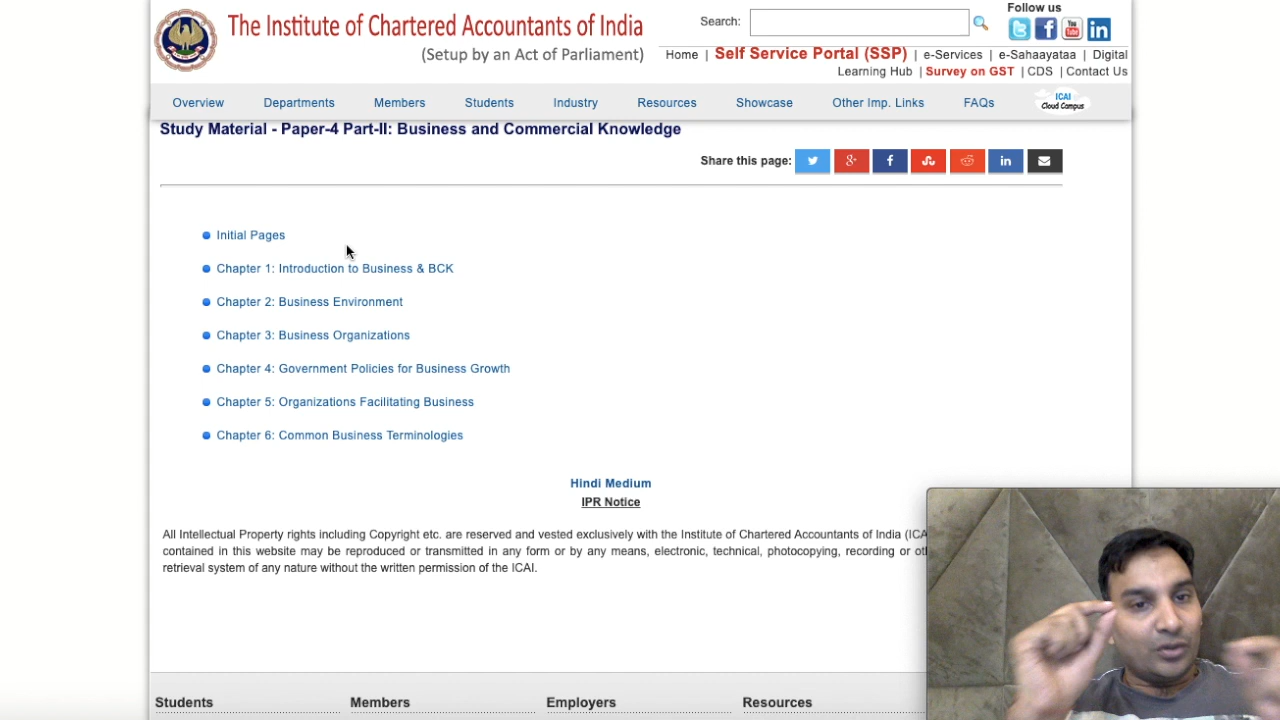 The Institute of Chartered Accountants of India
(Setup by an Act of Parliament)
Search:
Follow us
You
Tube
Home | Self Service Portal (SSP) | e-Services | e-Sahaayataa | Digital
Learning Hub | Survey on GST | CDS | Contact Us
Overview Departments Members Students Industry Resources Showcase Other Imp. Links FAQs
ICAI
Cloud Campus
Study Material - Paper-4 Part-II: Business and Commercial Knowledge
Share this page:
Initial Pages
Chapter 1: Introduction to Business & BCK
Chapter 2: Business Environment
Chapter 3: Business Organizations
Chapter 4: Government Policies for Business Growth
Chapter 5: Organizations Facilitating Business
Chapter 6: Common Business Terminologies
Hindi Medium
IPR Notice
All Intellectual Property rights including Copyright etc. are reserved and vested exclusively with the Institute of Chartered Accountants of India (ICA
contained in this website may be reproduced or transmitted in any form or by any means, electronic, technical, photocopying, recording or ot
retrieval system of any nature without the written permission of the ICAI.
Students Members Employers Resources